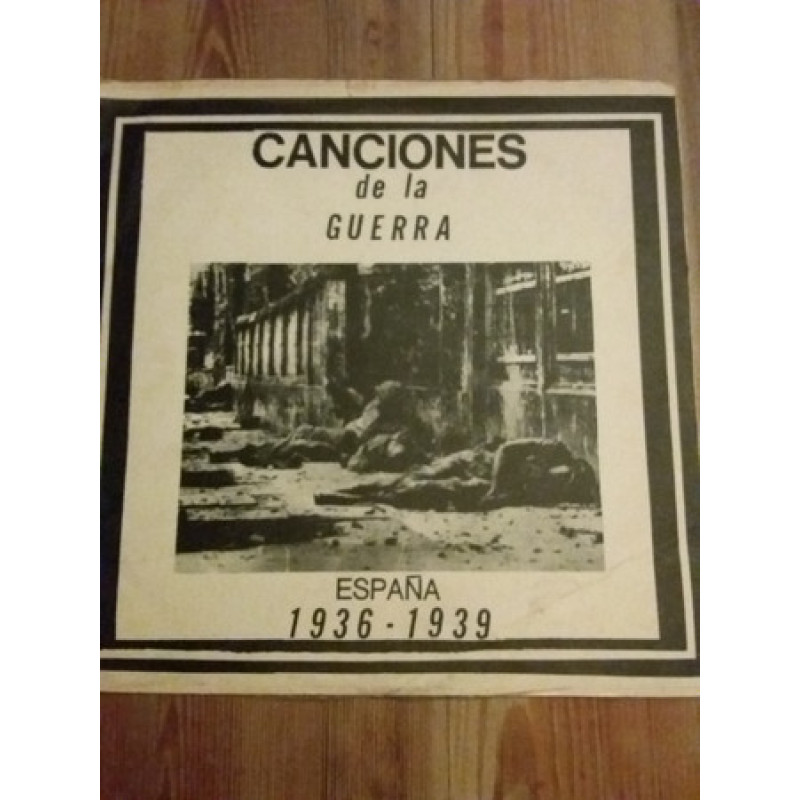 CANCIONES
de la
GUERRA
ESPAÑA
1936-1939